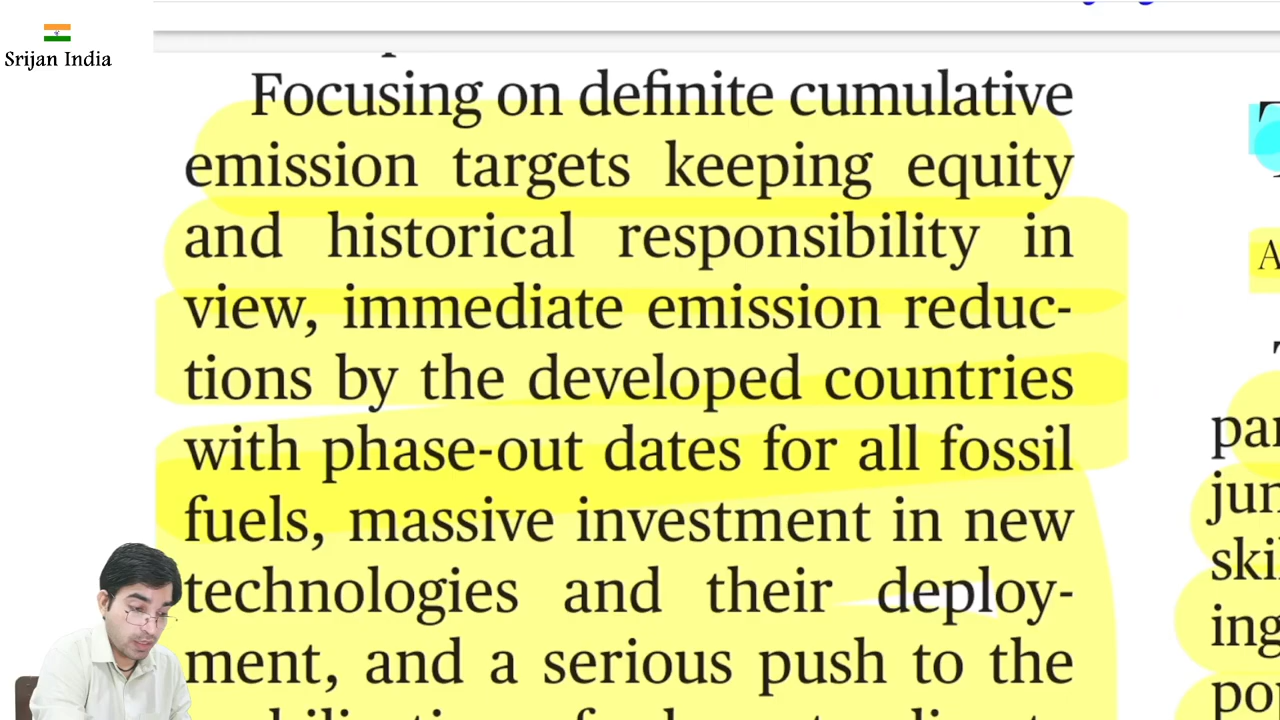 Srijan India
Focusing on definite cumulative
emission targets keeping equity
and historical responsibility in
view, immediate emission reduc-
tions by the developed countries
with phase-out dates for all fossil
fuels, massive investment in new
technologies and their deploy-
ment, and a serious push to the